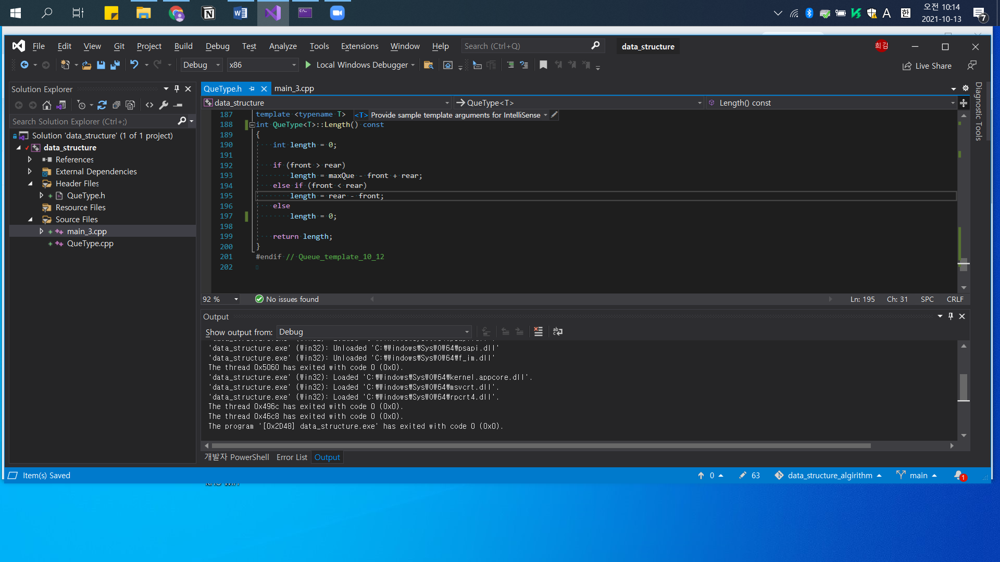 오전 10:14
A
한
2021-10-13
7
File Edit View Git Project Build Debug Test Analyze Tools Extensions Window Help
Search (Ctrl+Q)
data_structure
희김
Debug
x86
Local Windows Debugger
Live Share
Solution Explorer
Search Solution Explorer (Ctrl+;)
Solution 'data_structure' (1 of 1 project)
data_structure
References
External Dependencies
Header Files
QueType.h
Resource Files
Source Files
main_3.cpp
QueType.cpp
QueType.h
main_3.cpp
data_structure
QueType<T>
Length() const
187 template <typename T>
<T> Provide sample template arguments for IntelliSense
188 int QueType<T>::Length() const
189 {
190 int length = 0;
191
192 if (front > rear)
193 length = maxQue - front + rear;
194 else if (front < rear)
195 length = rear - front;
196 else
197 length = 0;
198
199 return length;
200 }
201 #endif // Queue_template_10_12
202
92 %
No issues found
Ln: 195 Ch: 31 SPC CRLF
Diagnostic Tools
Output
Show output from: Debug
'data_structure.exe' (Win32): Unloaded 'C:₩Windows₩SysWOW64₩psapi.dll'
'data_structure.exe' (Win32): Unloaded 'C:₩Windows₩SysWOW64₩f_im.dll'
The thread 0x5060 has exited with code 0 (0x0).
'data_structure.exe' (Win32): Loaded 'C:₩Windows₩SysWOW64₩kernel.appcore.dll'.
'data_structure.exe' (Win32): Loaded 'C:₩Windows₩SysWOW64₩msvcrt.dll'.
'data_structure.exe' (Win32): Loaded 'C:₩Windows₩SysWOW64₩rpcrt4.dll'.
The thread 0x496c has exited with code 0 (0x0).
The thread 0x46c8 has exited with code 0 (0x0).
The program '[0x2D48] data_structure.exe' has exited with code 0 (0x0).
개발자 PowerShell
Error List
Output
Item(s) Saved
0
63
data_structure_algirithm
main
1